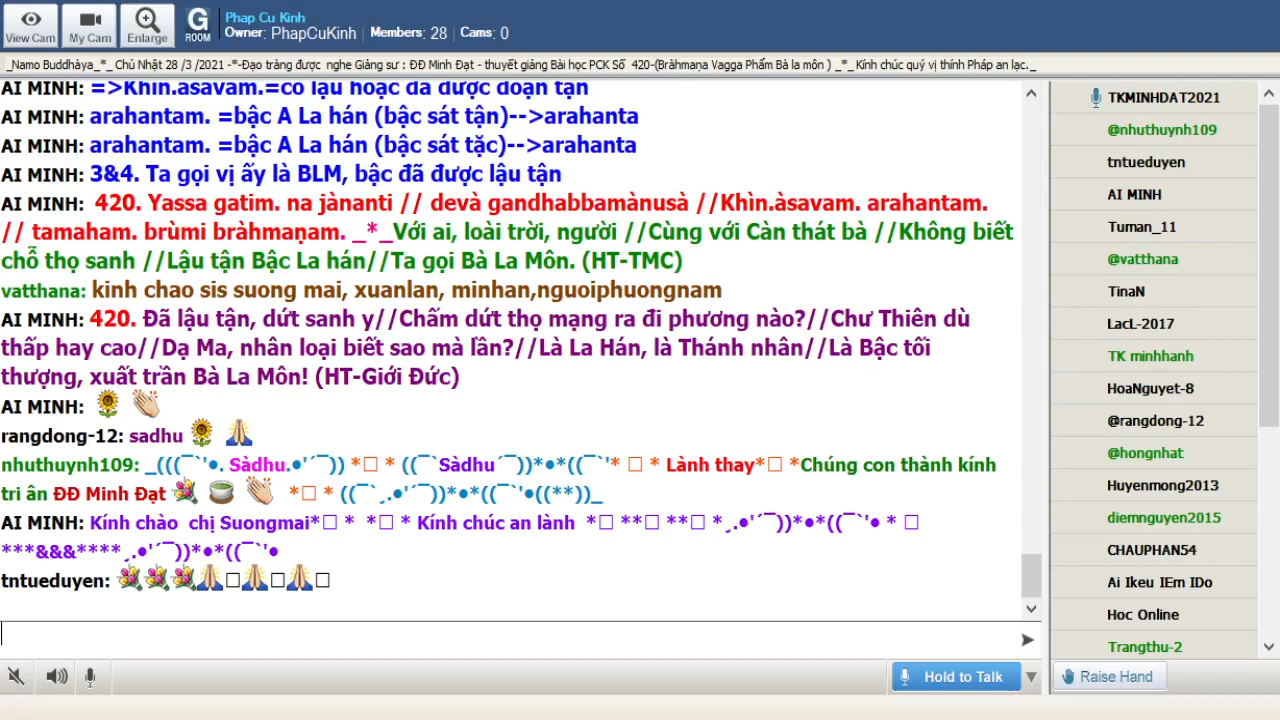 View Cam
My Cam
Enlarge
G
ROOM
Phap Cu Kinh
Owner: PhapCuKinh | Members: 28 | Cams: 0
_Namo Buddhàya_*_ Chủ Nhật 28 /3 /2021 -*-Đạo tràng được nghe Giảng sư : ĐĐ Minh Đạt - thuyết giảng Bài học PCK Số 420-(Bràhmaṇa Vagga Phẩm Bà la môn ) _*_ Kính chúc quý vị thính Pháp an lạc._
AI MINH: =>Khìn.àsavam.=có lậu hoặc đã được đoạn tận
AI MINH: arahantam. =bậc A La hán (bậc sát tận)-->arahanta
AI MINH: arahantam. =bậc A La hán (bậc sát tặc)-->arahanta
AI MINH: 3&4. Ta gọi vị ấy là BLM, bậc đã được lậu tận
AI MINH: 420. Yassa gatim. na jànanti // devà gandhabbamànusà //Khìn.àsavam. arahantam.
// tamaham. brùmi bràhmaṇam. _*_Với ai, loài trời, người //Cùng với Càn thát bà //Không biết
chỗ thọ sanh //Lậu tận Bậc La hán//Ta gọi Bà La Môn. (HT-TMC)
vatthana: kinh chao sis suong mai, xuanlan, minhan,nguoiphuongnam
AI MINH: 420. Đã lậu tận, dứt sanh y//Chấm dứt thọ mạng ra đi phương nào?//Chư Thiên dù
thấp hay cao//Dạ Ma, nhân loại biết sao mà lần?//Là La Hán, là Thánh nhân//Là Bậc tối
thượng, xuất trần Bà La Môn! (HT-Giới Đức)
AI MINH: 🌻 👏
rangdong-12: sadhu 🌻 🙏
nhuthuynh109: _(((¯`'•. Sàdhu.•'´¯)) *□ * ((¯`Sàdhu´¯))*•*((¯`'* □ * Lành thay*□ *Chúng con thành kính
tri ân ĐĐ Minh Đạt 💐 🍵 👏 *□ * ((¯`¸.•'´¯))*•*((¯`'•((**))_
AI MINH: Kính chào chị Suongmai*□ * *□ * Kính chúc an lành *□ **□ **□ *¸.•'´¯))*•*((¯`'• * □
***&&&****¸.•'´¯))*•*((¯`'•
tntueduyen: 💐💐💐🙏□🙏□🙏□
Hold to Talk
TKMINHDAT2021
@nhuthuynh109
tntueduyen
AI MINH
Tuman_11
@vatthana
TinaN
LacL-2017
TK minhhanh
HoaNguyet-8
@rangdong-12
@hongnhat
Huyenmong2013
diemnguyen2015
CHAUPHAN54
Ai Ikeu IEm IDo
Hoc Online
Trangthu-2
Raise Hand